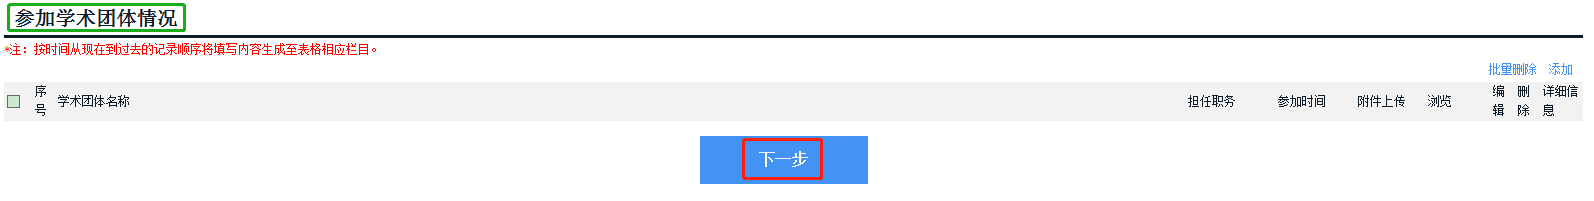 参加学术团体情况
*注：按时间从现在到过去的记录顺序将填写内容生成至表格相应栏目。
批量删除 添加
序号 学术团体名称 担任职务 参加时间 附件上传 浏览 编辑 删除 详细信息
下一步